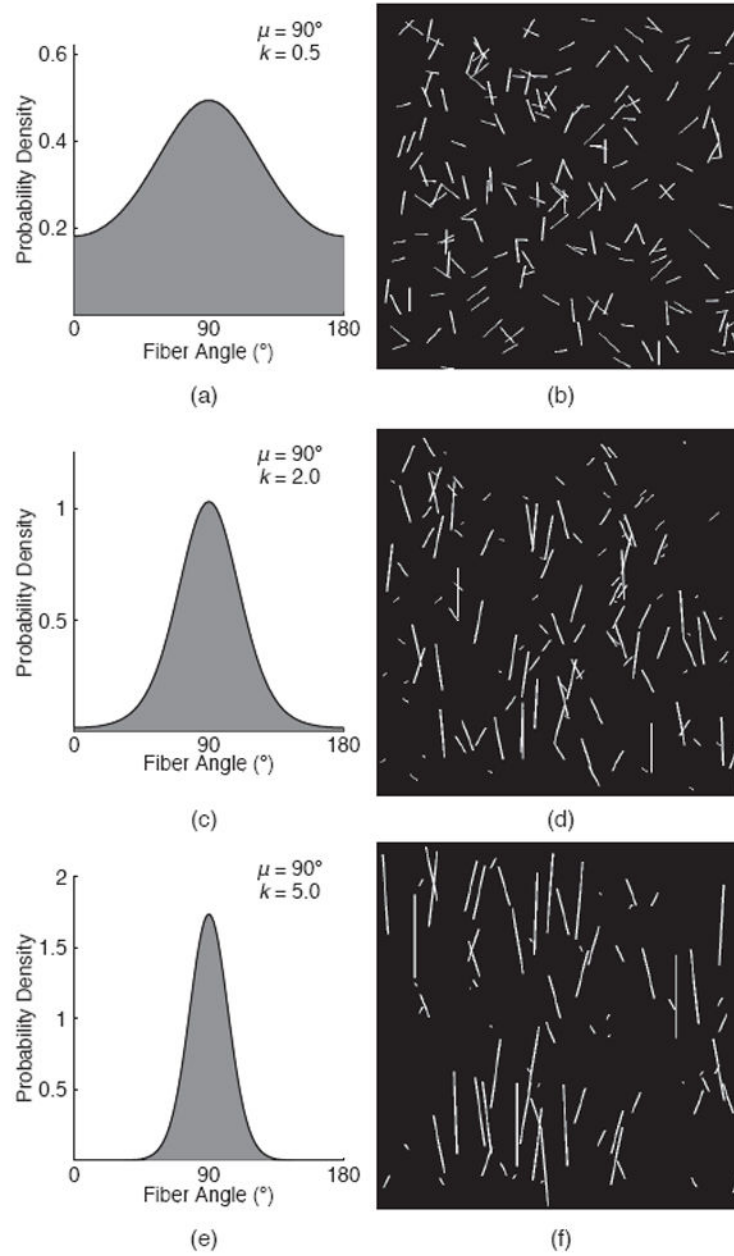 μ = 90°
k = 0.5
0.6
0.4
0.2
Probability Density
0 90 180
Fiber Angle (°)
(a) (b)
μ = 90°
k = 2.0
1
0.5
Probability Density
0 90 180
Fiber Angle (°)
(c) (d)
μ = 90°
k = 5.0
2
1.5
1
0.5
Probability Density
0 90 180
Fiber Angle (°)
(e) (f)